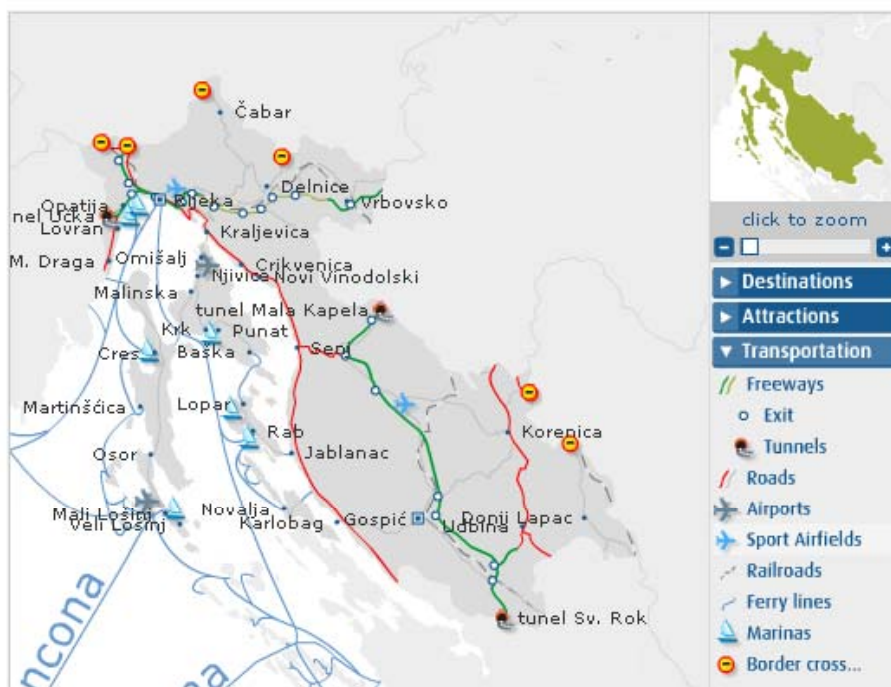 Čabar
Delnice
Opatija
Rijeka
Vrbovsko
nel Učka
Lovran
Kraljevica
M. Draga
Omišalj
Crikvenica
Njivice
Novi Vinodolski
Malinska
tunel Mala Kapela
Krk
Punat
Senj
Cres
Baška
Martinšćica
Lopar
Rab
Korenica
Osor
Jablanac
Mali Lošinj
Novalja
Veli Lošinj
Karlobag
Gospić
Udbina
Donji Lapac
tunel Sv. Rok
ncona
na
click to zoom
Destinations
Attractions
Transportation
Freeways
Exit
Tunnels
Roads
Airports
Sport Airfields
Railroads
Ferry lines
Marinas
Border cross...